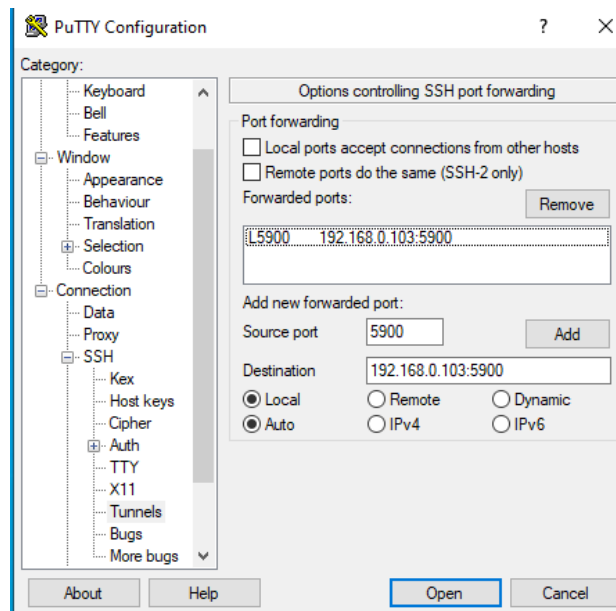 PuTTY Configuration
?
X
Category:
Keyboard
Bell
Features
Window
Appearance
Behaviour
Translation
Selection
Colours
Connection
Data
Proxy
SSH
Kex
Host keys
Cipher
Auth
TTY
X11
Tunnels
Bugs
More bugs
Options controlling SSH port forwarding
Port forwarding
Local ports accept connections from other hosts
Remote ports do the same (SSH-2 only)
Forwarded ports:
Remove
L5900 192.168.0.103:5900
Add new forwarded port:
Source port 5900 Add
Destination 192.168.0.103:5900
Local Remote Dynamic
Auto IPv4 IPv6
About Help Open Cancel